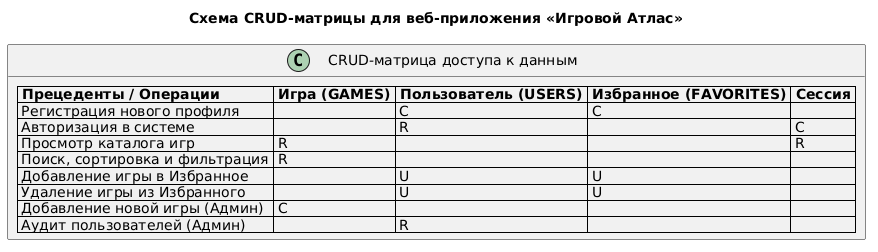 Схема CRUD-матрицы для веб-приложения «Игровой Атлас»
C CRUD-матрица доступа к данным
Прецеденты / Операции Игра (GAMES) Пользователь (USERS) Избранное (FAVORITES) Сессия
Регистрация нового профиля C C
Авторизация в системе R C
Просмотр каталога игр R R
Поиск, сортировка и фильтрация R
Добавление игры в Избранное U U
Удаление игры из Избранного U U
Добавление новой игры (Админ) C
Аудит пользователей (Админ) R